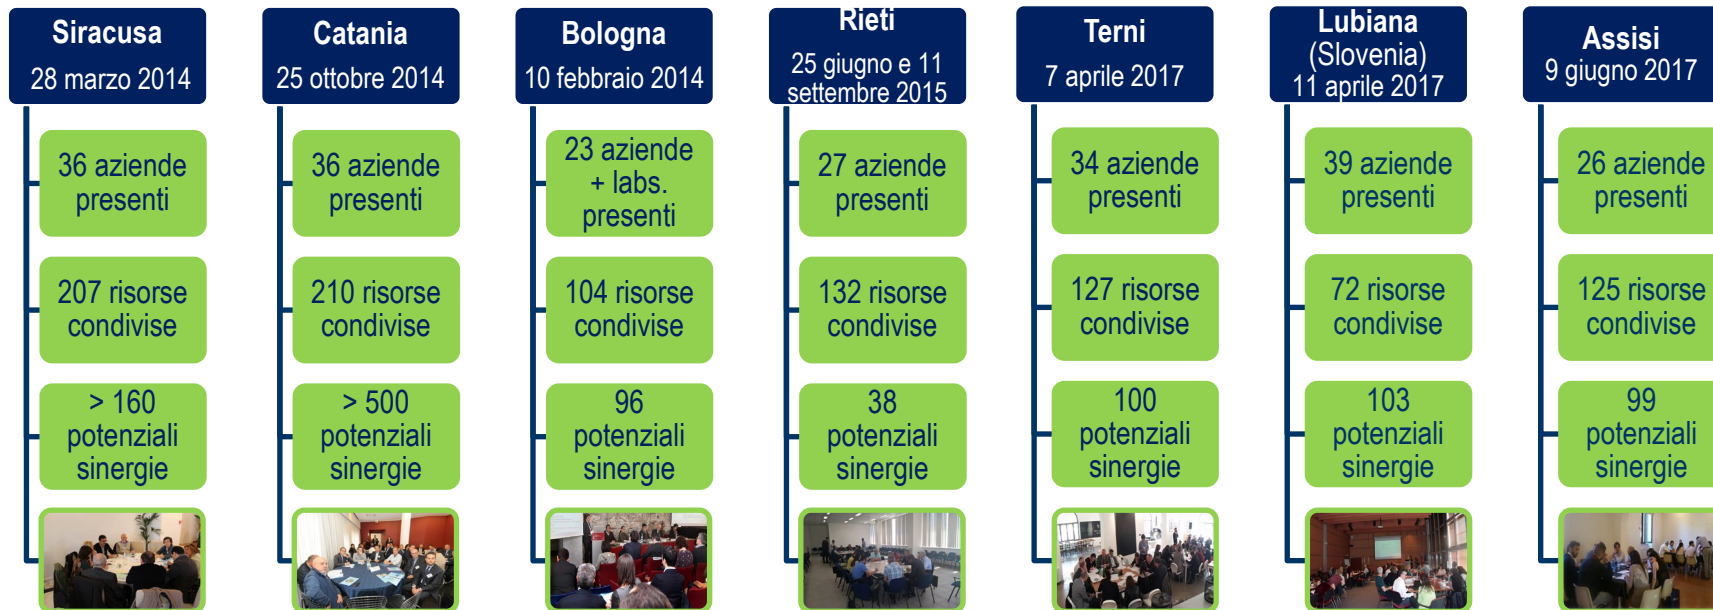 Siracusa
28 marzo 2014
36 aziende
presenti
207 risorse
condivise
> 160
potenziali
sinergie
Catania
25 ottobre 2014
36 aziende
presenti
210 risorse
condivise
> 500
potenziali
sinergie
Bologna
10 febbraio 2014
23 aziende
+ labs.
presenti
104 risorse
condivise
96
potenziali
sinergie
Rieti
25 giugno e 11
settembre 2015
27 aziende
presenti
132 risorse
condivise
38
potenziali
sinergie
Terni
7 aprile 2017
34 aziende
presenti
127 risorse
condivise
100
potenziali
sinergie
Lubiana
(Slovenia)
11 aprile 2017
39 aziende
presenti
72 risorse
condivise
103
potenziali
sinergie
Assisi
9 giugno 2017
26 aziende
presenti
125 risorse
condivise
99
potenziali
sinergie